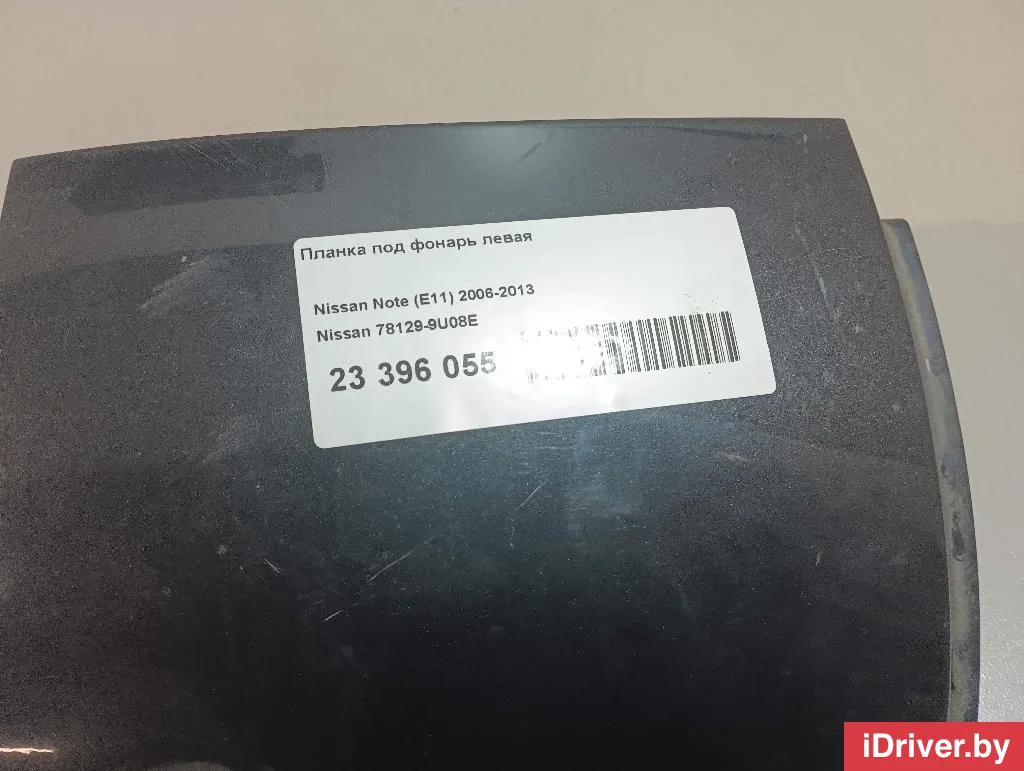 Планка под фонарь левая
Nissan Note (E11) 2006-2013
Nissan 78129-9U08E
23 396 055
iDriver.by